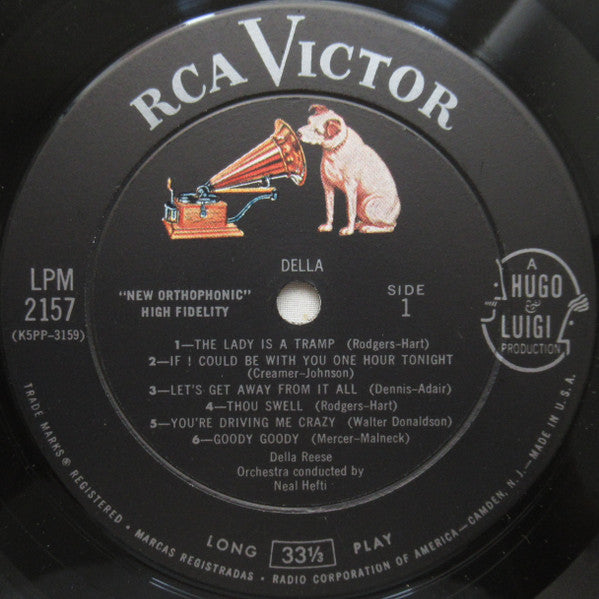 RCA VICTOR
DELLA
LPM
2157
(K5PP-3159)
"NEW ORTHOPHONIC"
HIGH FIDELITY
SIDE
1
A
HUGO
&
LUIGI
PRODUCTION
1—THE LADY IS A TRAMP (Rodgers-Hart)
2—IF I COULD BE WITH YOU ONE HOUR TONIGHT
(Creamer-Johnson)
3—LET'S GET AWAY FROM IT ALL (Dennis-Adair)
4—THOU SWELL (Rodgers-Hart)
5—YOU'RE DRIVING ME CRAZY (Walter Donaldson)
6—GOODY GOODY (Mercer-Malneck)
Della Reese
Orchestra conducted by
Neal Hefti
LONG 33⅓ PLAY
TRADE MARKS ® REGISTERED • MARCAS REGISTRADAS • RADIO CORPORATION OF AMERICA—CAMDEN, N. J.—MADE IN U. S. A.